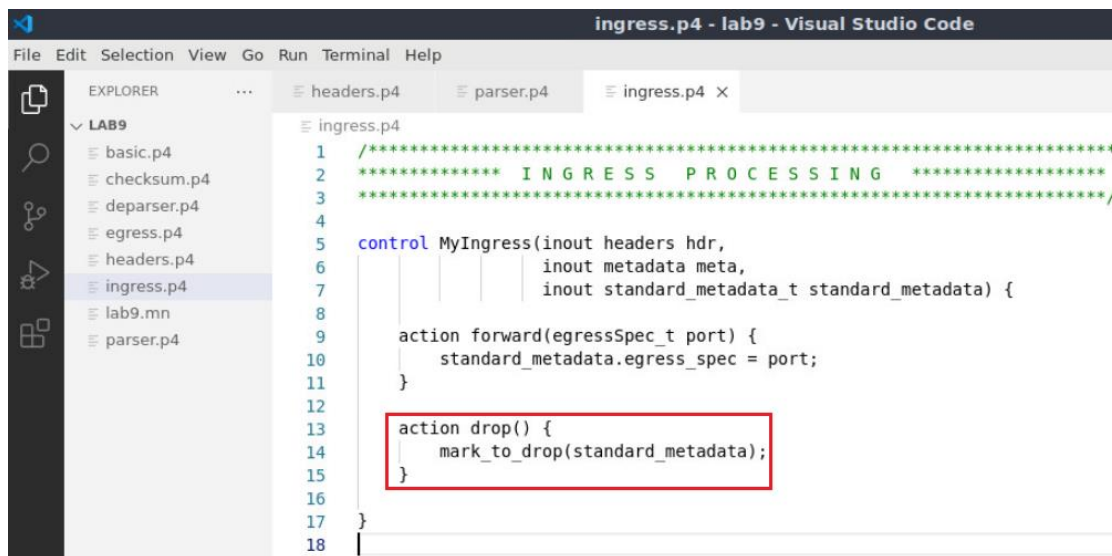 ingress.p4 - lab9 - Visual Studio Code
File Edit Selection View Go Run Terminal Help
EXPLORER ...
headers.p4 parser.p4 ingress.p4 ×
LAB9
basic.p4
checksum.p4
deparser.p4
egress.p4
headers.p4
ingress.p4
lab9.mn
parser.p4
ingress.p4
1 /*************************************************************************
2 ************** I N G R E S S P R O C E S S I N G *******************
3 *************************************************************************/
4
5 control MyIngress(inout headers hdr,
6 inout metadata meta,
7 inout standard_metadata_t standard_metadata) {
8
9 action forward(egressSpec_t port) {
10 standard_metadata.egress_spec = port;
11 }
12
13 action drop() {
14 mark_to_drop(standard_metadata);
15 }
16
17 }
18